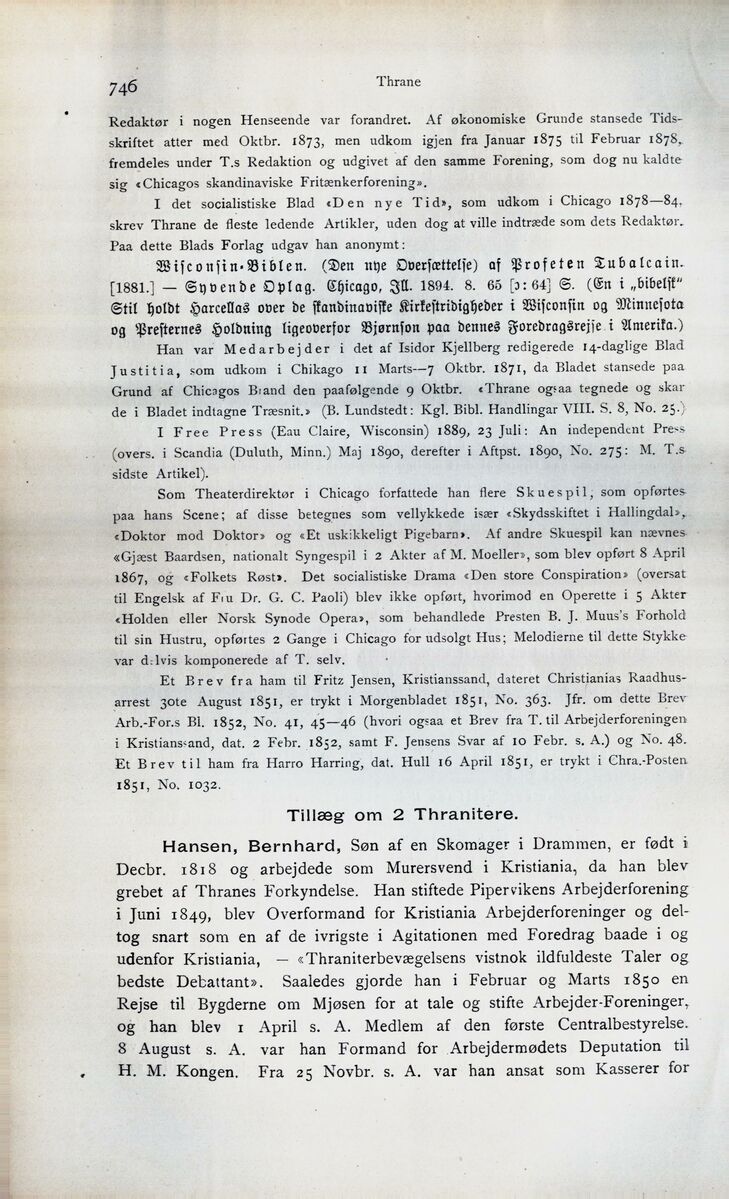 746
Thrane
Redaktør i nogen Henseende var forandret. Af økonomiske Grunde stansede Tids-
skriftet atter med Oktbr. 1873, men udkom igjen fra Januar 1875 til Februar 1878,
fremdeles under T.s Redaktion og udgivet af den samme Forening, som dog nu kaldte
sig «Chicagos skandinaviske Fritænkerforening».
I det socialistiske Blad «Den nye Tid», som udkom i Chicago 1878—84,
skrev Thrane de fleste ledende Artikler, uden dog at ville indtræde som dets Redaktør.
Paa dette Blads Forlag udgav han anonymt:
Wisconsin-Biblen. (Den nye Oversættelse) af Profeten Tubalcain.
[1881.] — Syvende Oplag. Chicago, Ill. 1894. 8. 65 [ɔ: 64] S. (En i „bibelsk“
Stil holdt Harcellas over de skandinaviske Kirkestridigheder i Wisconsin og Minnesota
og Presternes Holdning ligeoverfor Bjørnson paa dennes Foredragsrejse i Amerika.)
Han var Medarbejder i det af Isidor Kjellberg redigerede 14-daglige Blad
Justitia, som udkom i Chikago 11 Marts—7 Oktbr. 1871, da Bladet stansede paa
Grund af Chicagos Brand den paafølgende 9 Oktbr. «Thrane ogsaa tegnede og skar
de i Bladet indtagne Træsnit.» (B. Lundstedt: Kgl. Bibl. Handlingar VIII. S. 8, No. 25.)
I Free Press (Eau Claire, Wisconsin) 1889, 23 Juli: An independent Press
(overs. i Scandia (Duluth, Minn.) Maj 1890, derefter i Aftpst. 1890, No. 275: M. T.s
sidste Artikel).
Som Theaterdirektør i Chicago forfattede han flere Skuespil, som opførtes
paa hans Scene; af disse betegnes som vellykkede især «Skydsskiftet i Hallingdal»,
«Doktor mod Doktor» og «Et uskikkeligt Pigebarn». Af andre Skuespil kan nævnes
«Gjæst Baardsen, nationalt Syngespil i 2 Akter af M. Moeller», som blev opført 8 April
1867, og «Folkets Røst». Det socialistiske Drama «Den store Conspiration» (oversat
til Engelsk af Fru Dr. G. C. Paoli) blev ikke opført, hvorimod en Operette i 5 Akter
«Holden eller Norsk Synode Opera», som behandlede Presten B. J. Muus's Forhold
til sin Hustru, opførtes 2 Gange i Chicago for udsolgt Hus; Melodierne til dette Stykke
var delvis komponerede af T. selv.
Et Brev fra ham til Fritz Jensen, Kristianssand, dateret Christianias Raadhus-
arrest 30te August 1851, er trykt i Morgenbladet 1851, No. 363. Jfr. om dette Brev
Arb.-For.s Bl. 1852, No. 41, 45—46 (hvori ogsaa et Brev fra T. til Arbejderforeningen
i Kristianssand, dat. 2 Febr. 1852, samt F. Jensens Svar af 10 Febr. s. A.) og No. 48.
Et Brev til ham fra Harro Harring, dat. Hull 16 April 1851, er trykt i Chra.-Posten
1851, No. 1032.
Tillæg om 2 Thranitere.
Hansen, Bernhard, Søn af en Skomager i Drammen, er født i
Decbr. 1818 og arbejdede som Murersvend i Kristiania, da han blev
grebet af Thranes Forkyndelse. Han stiftede Pipervikens Arbejderforening
i Juni 1849, blev Overformand for Kristiania Arbejderforeninger og del-
tog snart som en af de ivrigste i Agitationen med Foredrag baade i og
udenfor Kristiania, — «Thraniterbevægelsens vistnok ildfuldeste Taler og
bedste Debattant». Saaledes gjorde han i Februar og Marts 1850 en
Rejse til Bygderne om Mjøsen for at tale og stifte Arbejder-Foreninger,
og han blev 1 April s. A. Medlem af den første Centralbestyrelse.
8 August s. A. var han Formand for Arbejdermødets Deputation til
H. M. Kongen. Fra 25 Novbr. s. A. var han ansat som Kasserer for